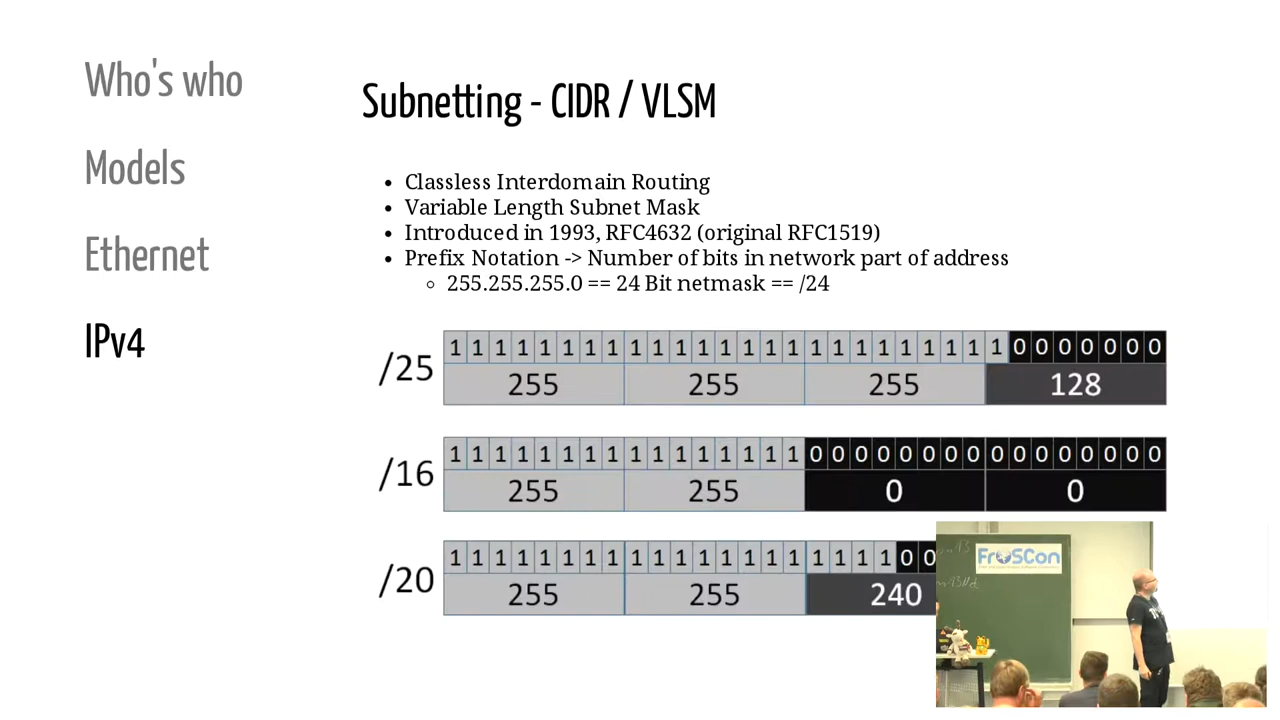 Who's who
Models
Ethernet
IPv4
Subnetting - CIDR / VLSM
• Classless Interdomain Routing
• Variable Length Subnet Mask
• Introduced in 1993, RFC4632 (original RFC1519)
• Prefix Notation -> Number of bits in network part of address
◦ 255.255.255.0 == 24 Bit netmask == /24
/25
1 1 1 1 1 1 1 1 1 1 1 1 1 1 1 1 1 1 1 1 1 1 1 1 1 0 0 0 0 0 0 0
255 255 255 128
/16
1 1 1 1 1 1 1 1 1 1 1 1 1 1 1 1 0 0 0 0 0 0 0 0 0 0 0 0 0 0 0 0
255 255 0 0
/20
1 1 1 1 1 1 1 1 1 1 1 1 1 1 1 1 1 1 1 1 0 0
255 255 240
FrOSCon